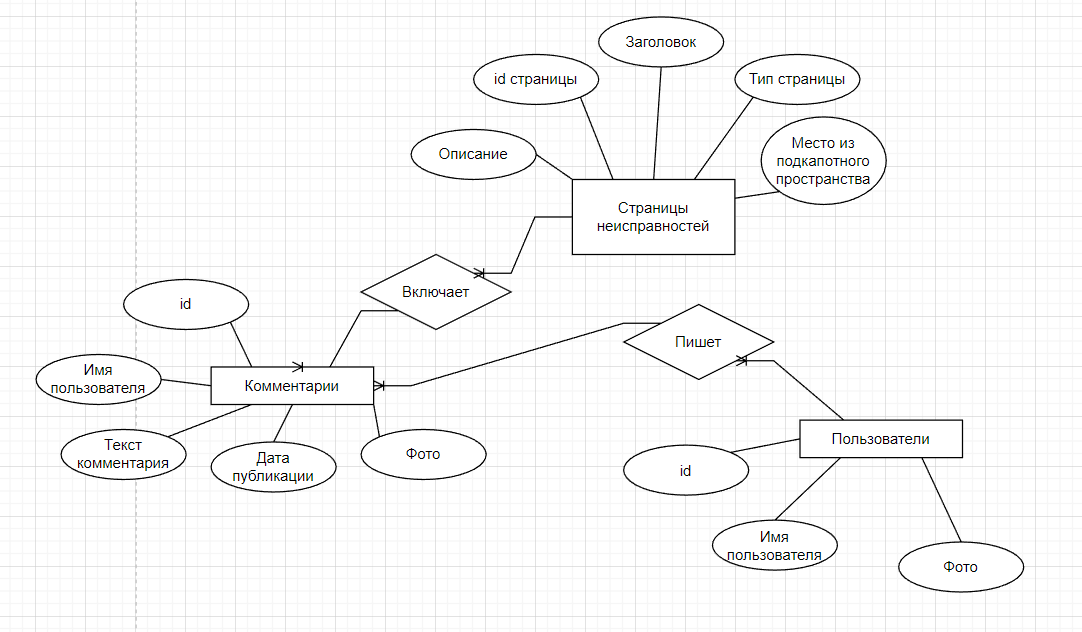 Заголовок
id страницы
Тип страницы
Описание
Место из
подкапотного
пространства
Страницы
неисправностей
Включает
id
Пишет
Имя
пользователя
Комментарии
Текст
комментария
Дата
публикации
Фото
Пользователи
id
Имя
пользователя
Фото